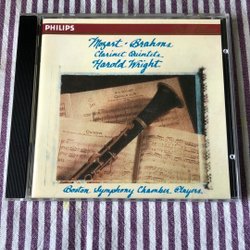 PHILIPS
Mozart · Brahms
Clarinet Quintets
Harold Wright
Boston Symphony Chamber Players